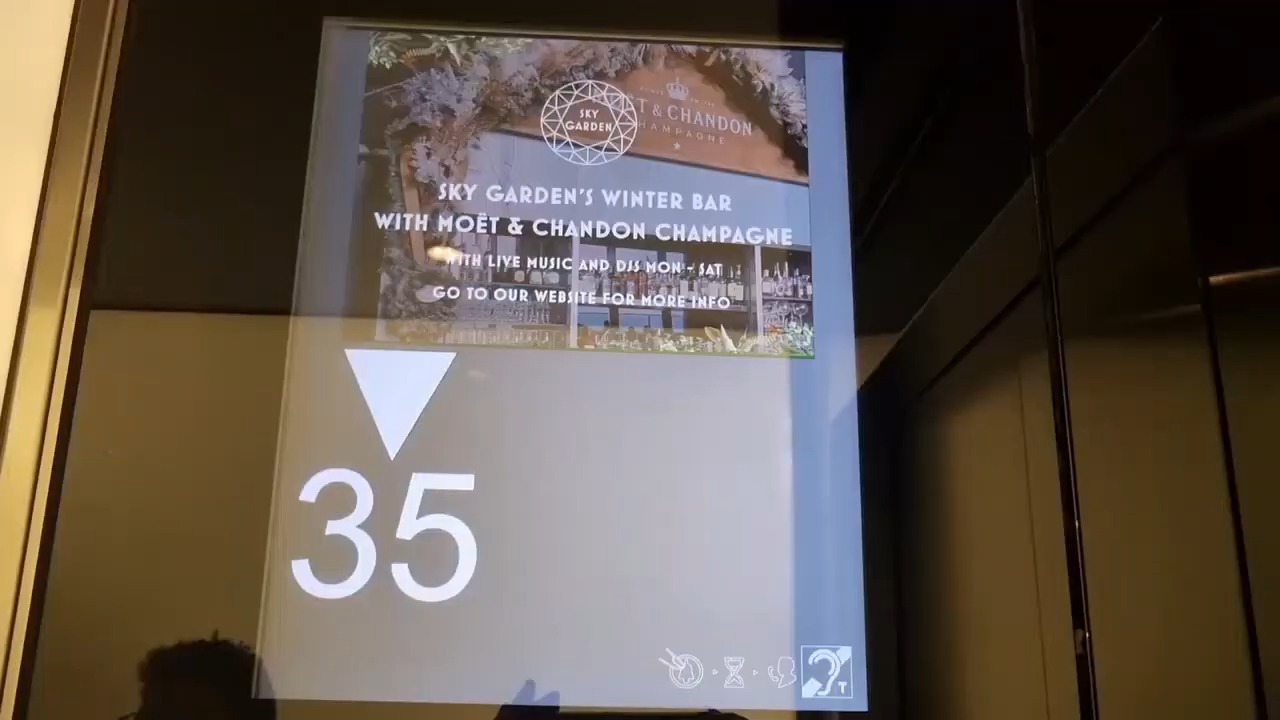 SKY
GARDEN
T & CHANDON
HAMPAGNE
SKY GARDEN'S WINTER BAR
WITH MOËT & CHANDON CHAMPAGNE
WITH LIVE MUSIC AND DJS MON - SAT
GO TO OUR WEBSITE FOR MORE INFO
35
T